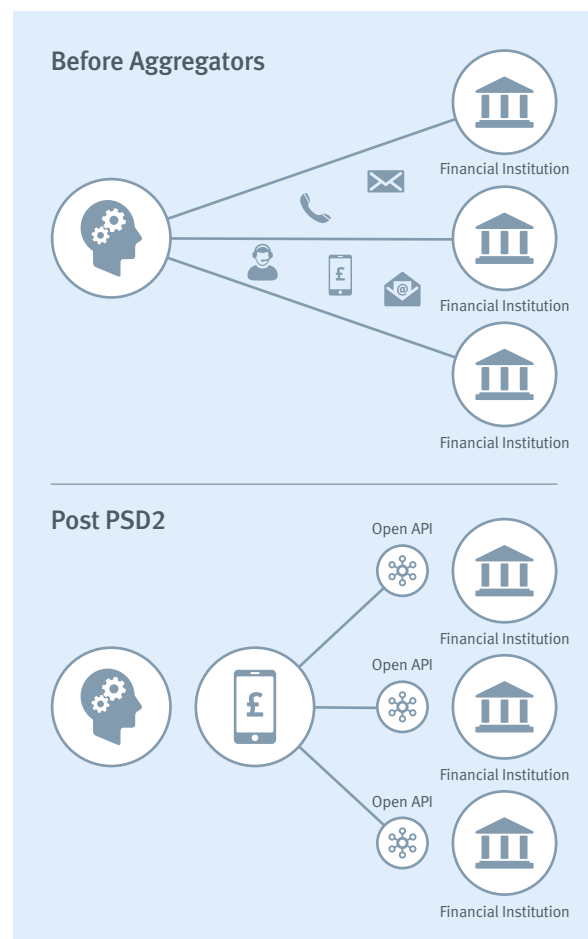 Before Aggregators
Financial Institution
£
@
Financial Institution
Financial Institution
Post PSD2
Open API
Financial Institution
Open API
£
Financial Institution
Open API
Financial Institution